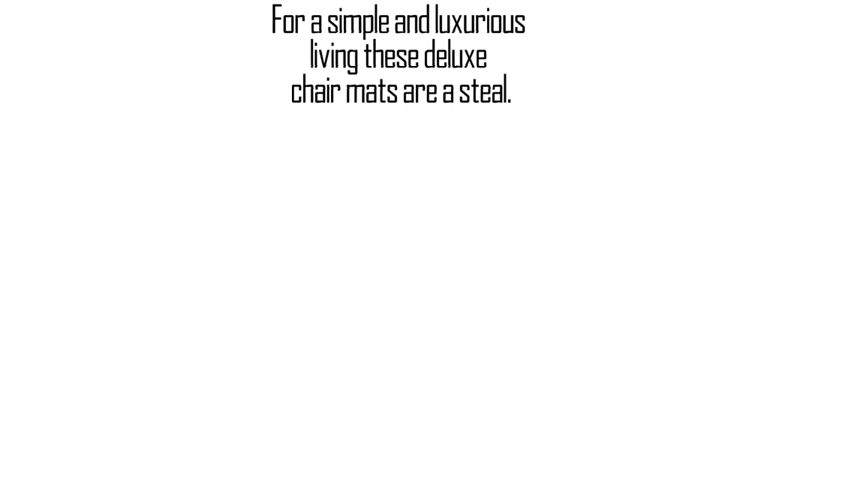 For a simple and luxurious
living these deluxe
chair mats are a steal.